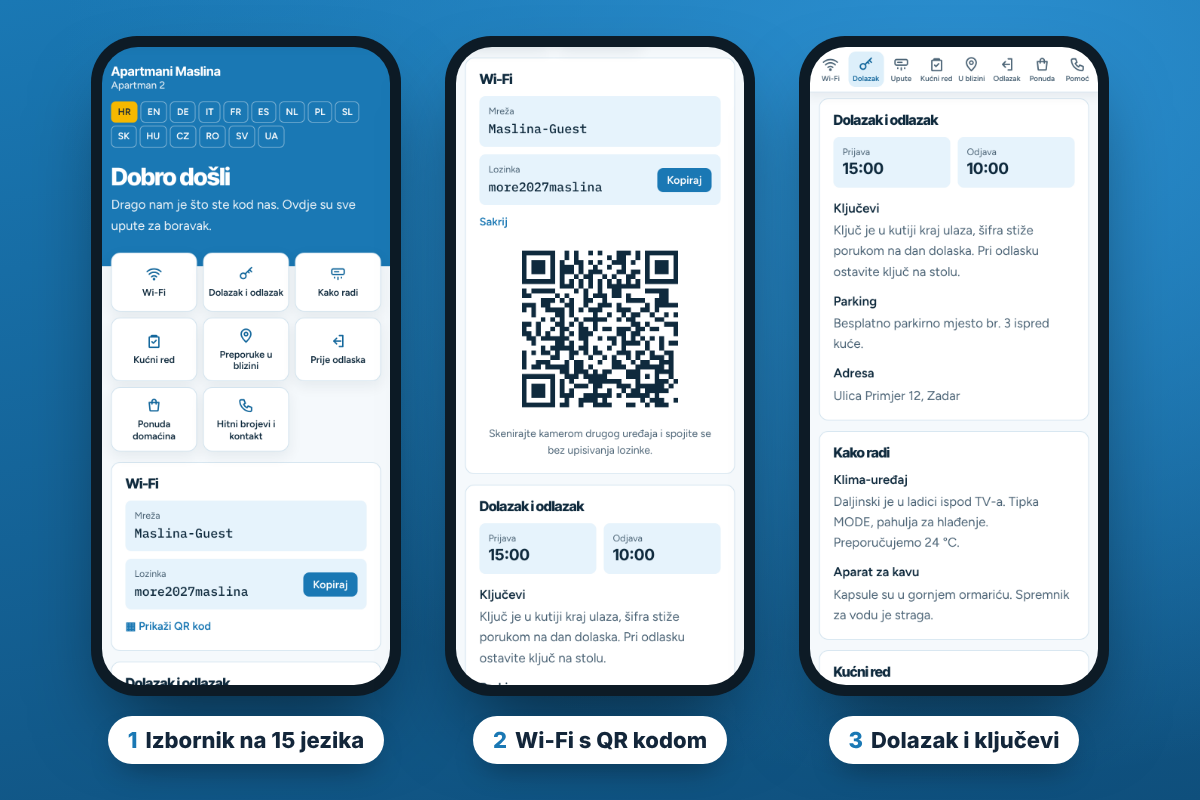 Apartmani Maslina
Apartman 2
HR EN DE IT FR ES NL PL SL
SK HU CZ RO SV UA
Dobro došli
Drago nam je što ste kod nas. Ovdje su sve
upute za boravak.
Wi-Fi
Dolazak i odlazak
Kako radi
Kućni red
Preporuke u
blizini
Prije odlaska
Ponuda
domaćina
Hitni brojevi i
kontakt
Wi-Fi
Mreža
Maslina-Guest
Lozinka
more2027maslina
Kopiraj
Prikaži QR kod
Dolazak i odlazak
1 Izbornik na 15 jezika
Wi-Fi
Mreža
Maslina-Guest
Lozinka
more2027maslina
Kopiraj
Sakrij
Skenirajte kamerom drugog uređaja i spojite se
bez upisivanja lozinke.
Dolazak i odlazak
Prijava
15:00
Odjava
10:00
Ključevi
Ključ je u kutiji kraj ulaza, šifra stiže
porukom na dan dolaska. Pri odlasku
ostavite ključ na stolu.
2 Wi-Fi s QR kodom
Wi-Fi Dolazak Upute Kućni red U blizini Odlazak Ponuda Pomoć
Dolazak i odlazak
Prijava
15:00
Odjava
10:00
Ključevi
Ključ je u kutiji kraj ulaza, šifra stiže
porukom na dan dolaska. Pri odlasku
ostavite ključ na stolu.
Parking
Besplatno parkirno mjesto br. 3 ispred
kuće.
Adresa
Ulica Primjer 12, Zadar
Kako radi
Klima-uređaj
Daljinski je u ladici ispod TV-a. Tipka
MODE, pahulja za hlađenje.
Preporučujemo 24 °C.
Aparat za kavu
Kapsule su u gornjem ormariću. Spremnik
za vodu je straga.
Kućni red
3 Dolazak i ključevi